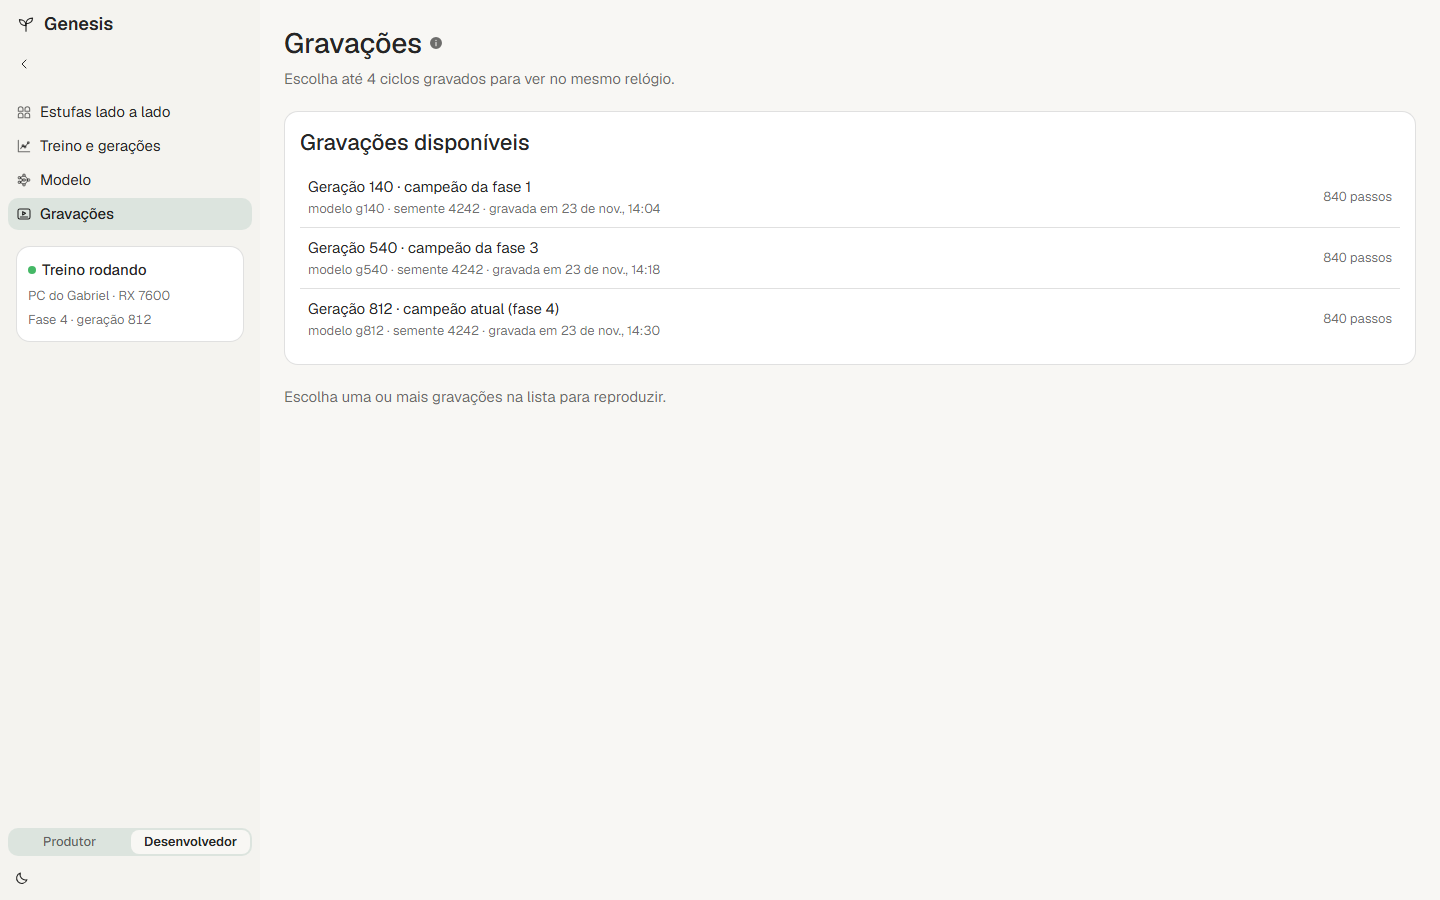 Genesis
Estufas lado a lado
Treino e gerações
Modelo
Gravações
Treino rodando
PC do Gabriel · RX 7600
Fase 4 · geração 812
Produtor
Desenvolvedor
Gravações
Escolha até 4 ciclos gravados para ver no mesmo relógio.
Gravações disponíveis
Geração 140 · campeão da fase 1
modelo g140 · semente 4242 · gravada em 23 de nov., 14:04
840 passos
Geração 540 · campeão da fase 3
modelo g540 · semente 4242 · gravada em 23 de nov., 14:18
840 passos
Geração 812 · campeão atual (fase 4)
modelo g812 · semente 4242 · gravada em 23 de nov., 14:30
840 passos
Escolha uma ou mais gravações na lista para reproduzir.